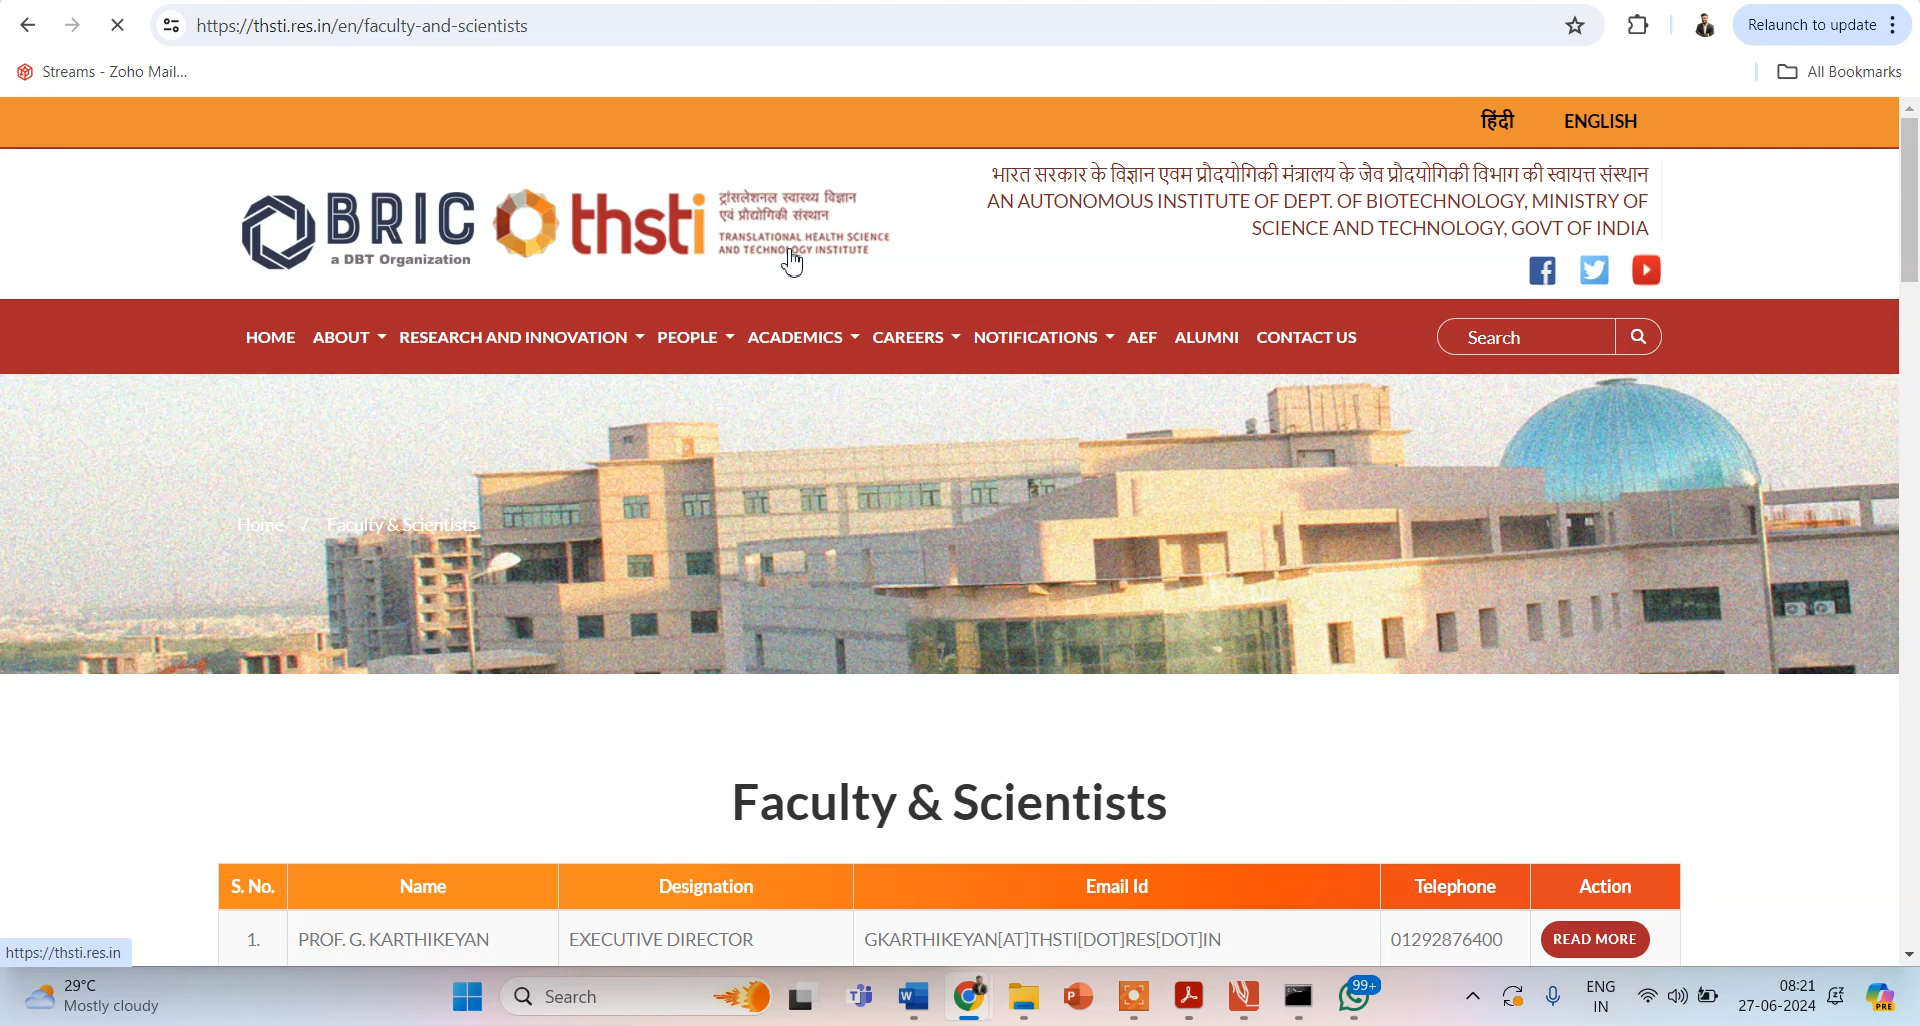 https://thsti.res.in/en/faculty-and-scientists
Relaunch to update
Streams - Zoho Mail...
All Bookmarks
हिंदी
ENGLISH
BRIC
a DBT Organization
thsti
ट्रांसलेशनल स्वास्थ्य विज्ञान
एवं प्रौद्योगिकी संस्थान
TRANSLATIONAL HEALTH SCIENCE
AND TECHNOLOGY INSTITUTE
भारत सरकार के विज्ञान एवम प्रौदयोगिकी मंत्रालय के जैव प्रौदयोगिकी विभाग की स्वायत्त संस्थान
AN AUTONOMOUS INSTITUTE OF DEPT. OF BIOTECHNOLOGY, MINISTRY OF
SCIENCE AND TECHNOLOGY, GOVT OF INDIA
HOME ABOUT RESEARCH AND INNOVATION PEOPLE ACADEMICS CAREERS NOTIFICATIONS AEF ALUMNI CONTACT US
Search
Home / Faculty & Scientists
Faculty & Scientists
S. No. Name Designation Email Id Telephone Action
1. PROF. G. KARTHIKEYAN EXECUTIVE DIRECTOR GKARTHIKEYAN[AT]THSTI[DOT]RES[DOT]IN 01292876400 READ MORE
https://thsti.res.in
29°C
Mostly cloudy
Search
99+
ENG
IN
08:21
27-06-2024
PRE